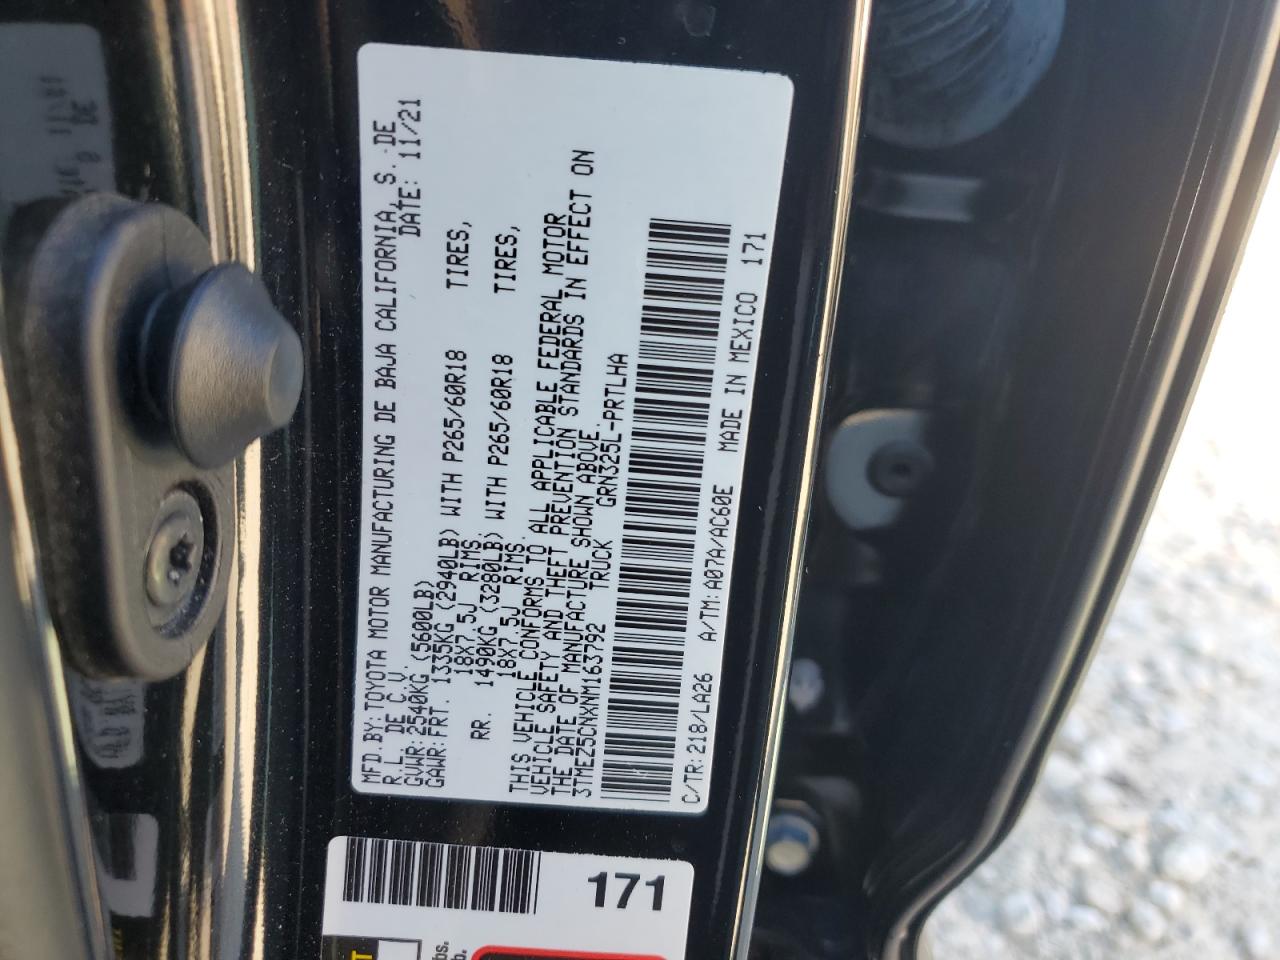 MFD.BY:TOYOTA MOTOR MANUFACTURING DE BAJA CALIFORNIA, S. DE
R.L. DE C.V. DATE: 11/21
GVWR:2540KG(5600LB)
GAWR:FRT. 1335KG(2940LB) WITH P265/60R18 TIRES,
18X7.5J RIMS
RR. 1490KG(3280LB) WITH P265/60R18 TIRES,
18X7.5J RIMS.
THIS VEHICLE CONFORMS TO ALL APPLICABLE FEDERAL MOTOR
VEHICLE SAFETY AND THEFT PREVENTION STANDARDS IN EFFECT ON
THE DATE OF MANUFACTURE SHOWN ABOVE.
3TMEZ5CNXNM163792 TRUCK GRN325L-PRTLHA
C/TR:218/LA26 A/TM:A07A/AC60E MADE IN MEXICO 171
171